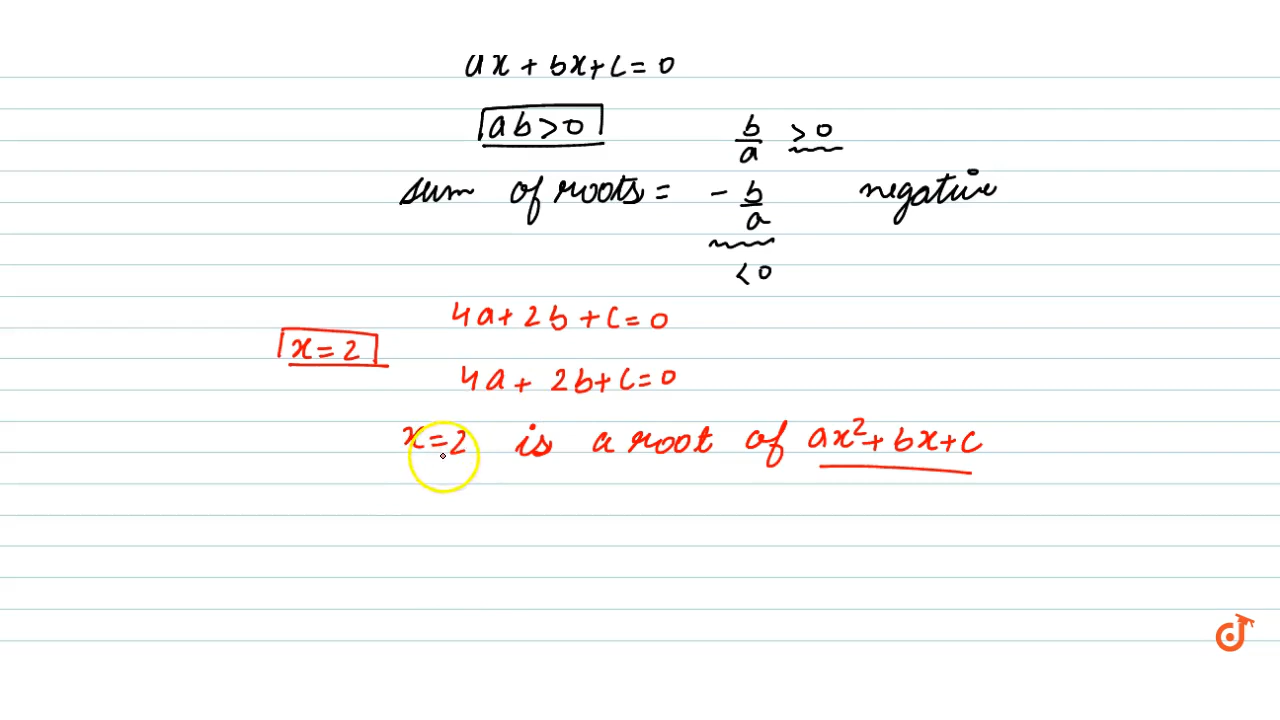 ax + bx + c = 0
ab > 0
b/a > 0
sum of roots = - b/a negative
< 0
4a + 2b + c = 0
x = 2
4a + 2b + c = 0
x = 2 is a root of ax² + bx + c